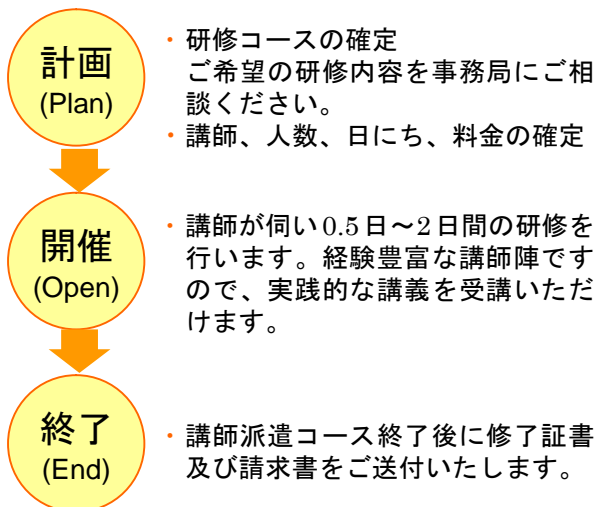 計画
(Plan)
・研修コースの確定
ご希望の研修内容を事務局にご相
談ください。
・講師、人数、日にち、料金の確定
開催
(Open)
・講師が伺い0.5日～2日間の研修を
行います。経験豊富な講師陣です
ので、実践的な講義を受講いただ
けます。
終了
(End)
・講師派遣コース終了後に修了証書
及び請求書をご送付いたします。